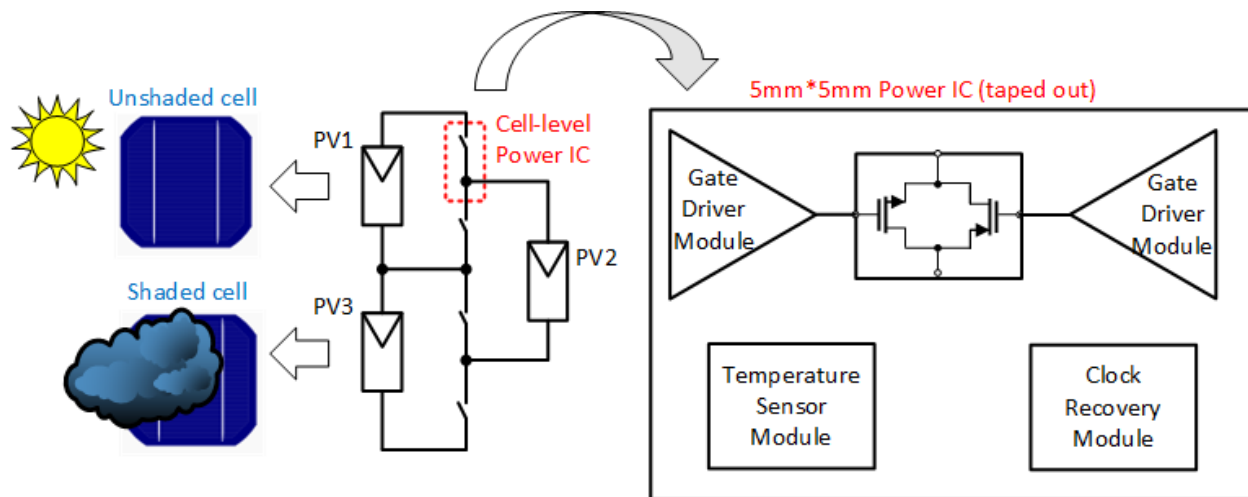 Unshaded cell
Shaded cell
PV1
PV3
PV2
Cell-level
Power IC
5mm*5mm Power IC (taped out)
Gate
Driver
Module
Gate
Driver
Module
Temperature
Sensor
Module
Clock
Recovery
Module